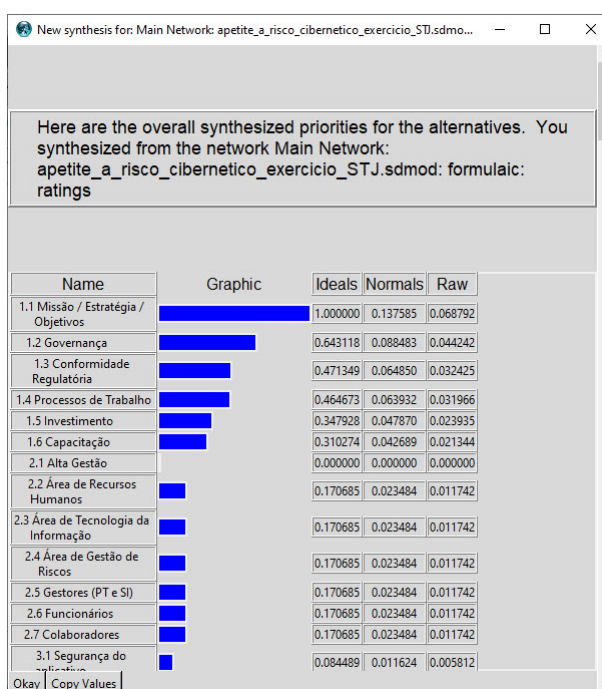 New synthesis for: Main Network: apetite_a_risco_cibernetico_exercicio_STJ.sdmo...
Here are the overall synthesized priorities for the alternatives. You
synthesized from the network Main Network:
apetite_a_risco_cibernetico_exercicio_STJ.sdmod: formulaic:
ratings
Name Graphic Ideals Normals Raw
1.1 Missão / Estratégia /
Objetivos
1.000000 0.137585 0.068792
1.2 Governança 0.643118 0.088483 0.044242
1.3 Conformidade
Regulatória
0.471349 0.064850 0.032425
1.4 Processos de Trabalho 0.464673 0.063932 0.031966
1.5 Investimento 0.347928 0.047870 0.023935
1.6 Capacitação 0.310274 0.042689 0.021344
2.1 Alta Gestão 0.000000 0.000000 0.000000
2.2 Área de Recursos
Humanos
0.170685 0.023484 0.011742
2.3 Área de Tecnologia da
Informação
0.170685 0.023484 0.011742
2.4 Área de Gestão de
Riscos
0.170685 0.023484 0.011742
2.5 Gestores (PT e SI) 0.170685 0.023484 0.011742
2.6 Funcionários 0.170685 0.023484 0.011742
2.7 Colaboradores 0.170685 0.023484 0.011742
3.1 Segurança do
aplicativo
0.084489 0.011624 0.005812
Okay Copy Values